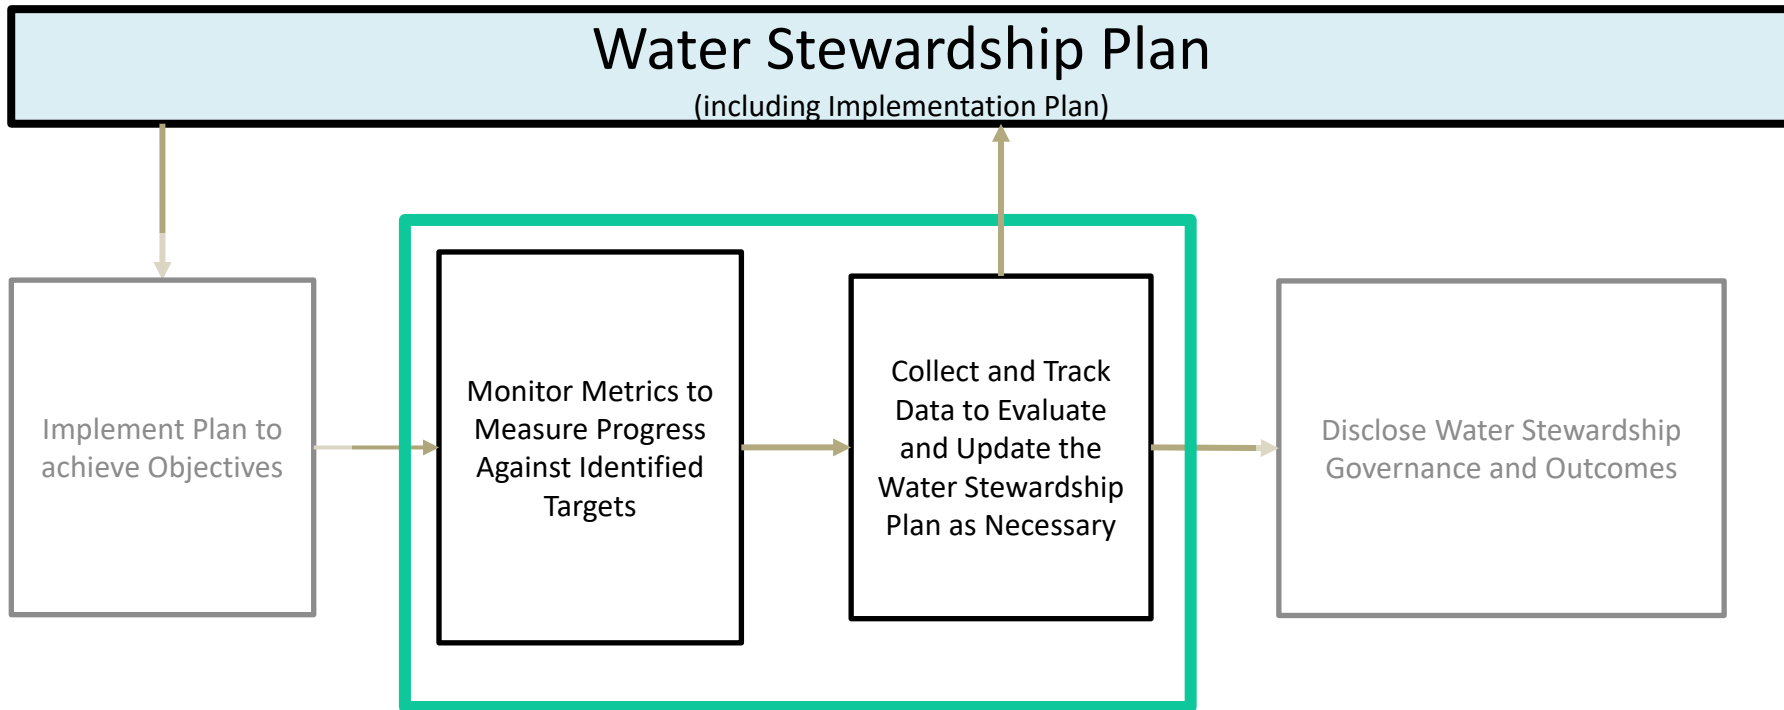 Water Stewardship Plan
(including Implementation Plan)
Implement Plan to
achieve Objectives
Monitor Metrics to
Measure Progress
Against Identified
Targets
Collect and Track
Data to Evaluate
and Update the
Water Stewardship
Plan as Necessary
Disclose Water Stewardship
Governance and Outcomes